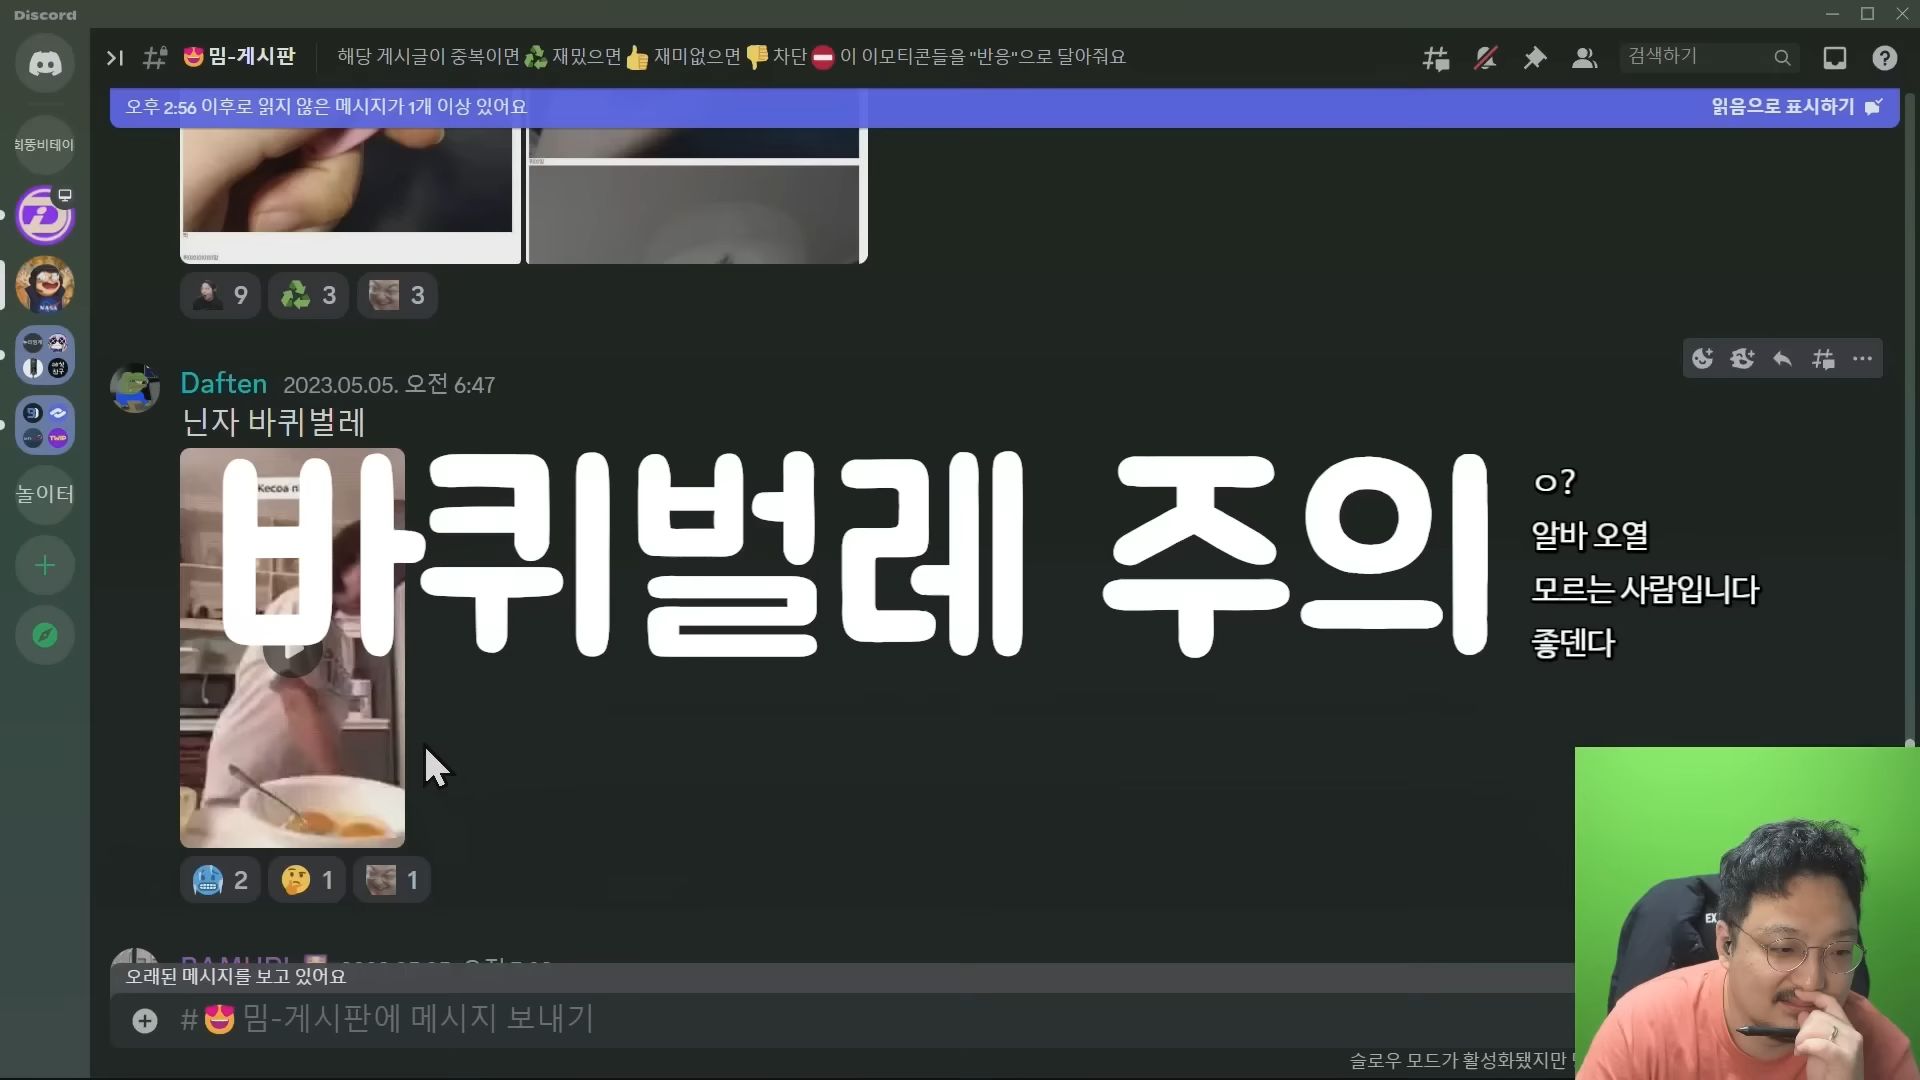 Discord
밈-게시판
해당 게시글이 중복이면 재밌으면 재미없으면 차단 이 이모티콘들을 "반응"으로 달아줘요
검색하기
오후 2:56 이후로 읽지 않은 메시지가 1개 이상 있어요
읽음으로 표시하기
회뚱비테이
9 3 3
Daften 2023.05.05. 오전 6:47
닌자 바퀴벌레
Kecoa
바퀴벌레 주의
ㅇ?
알바 오열
모르는 사람입니다
좋덴다
놀이터
TWIP
NASA
2 1 1
오래된 메시지를 보고 있어요
# 밈-게시판에 메시지 보내기
슬로우 모드가 활성화됐지만
EX